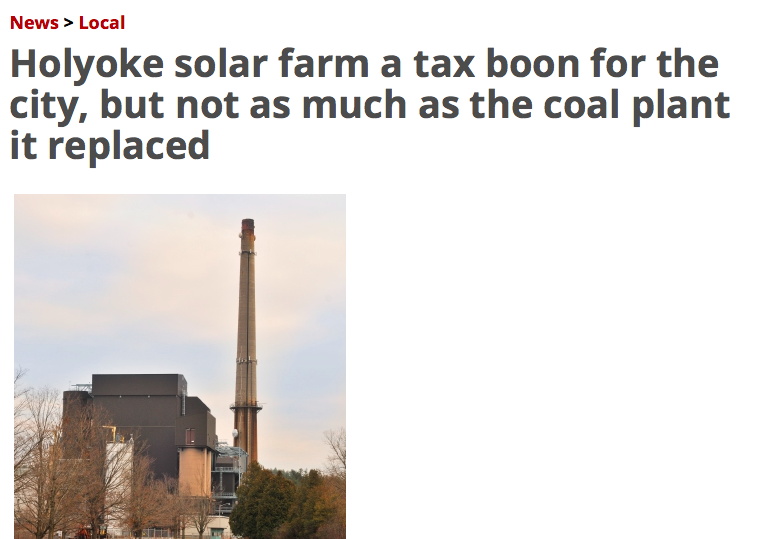 News > Local
Holyoke solar farm a tax boon for the
city, but not as much as the coal plant
it replaced